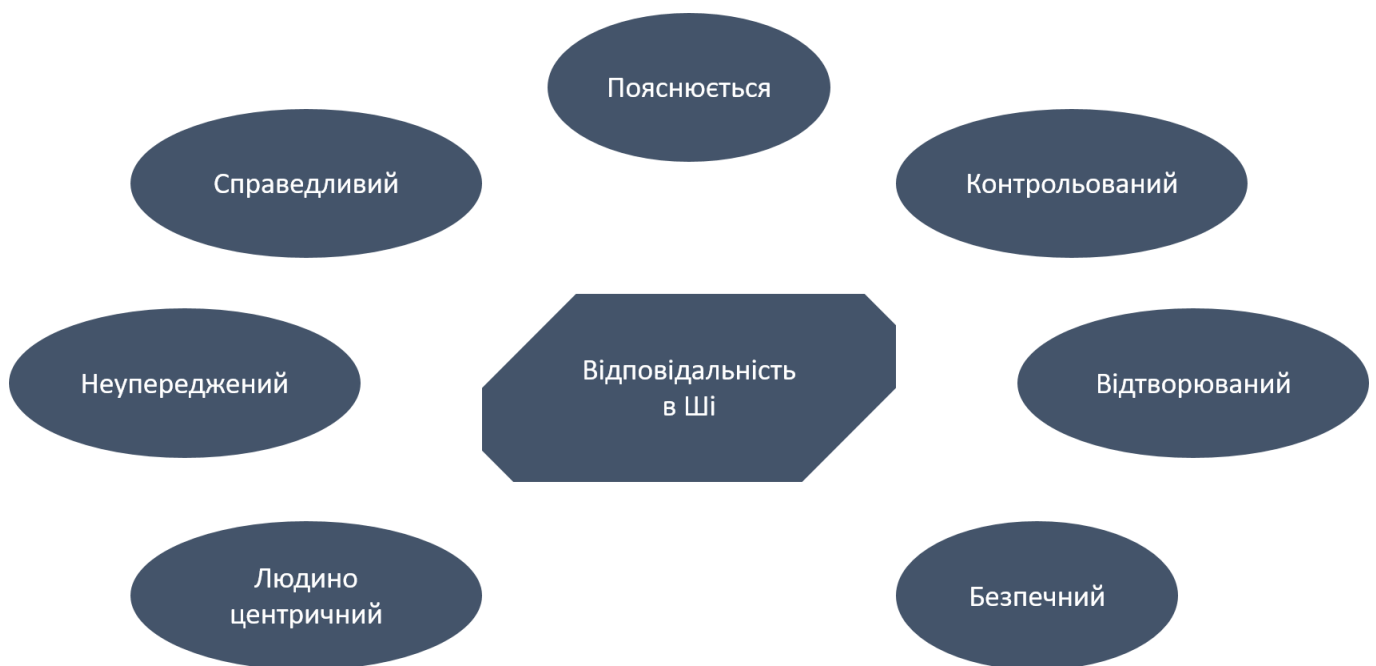 Пояснюється
Справедливий
Контрольований
Відповідальність
в Ші
Неупереджений
Відтворюваний
Людино
центричний
Безпечний